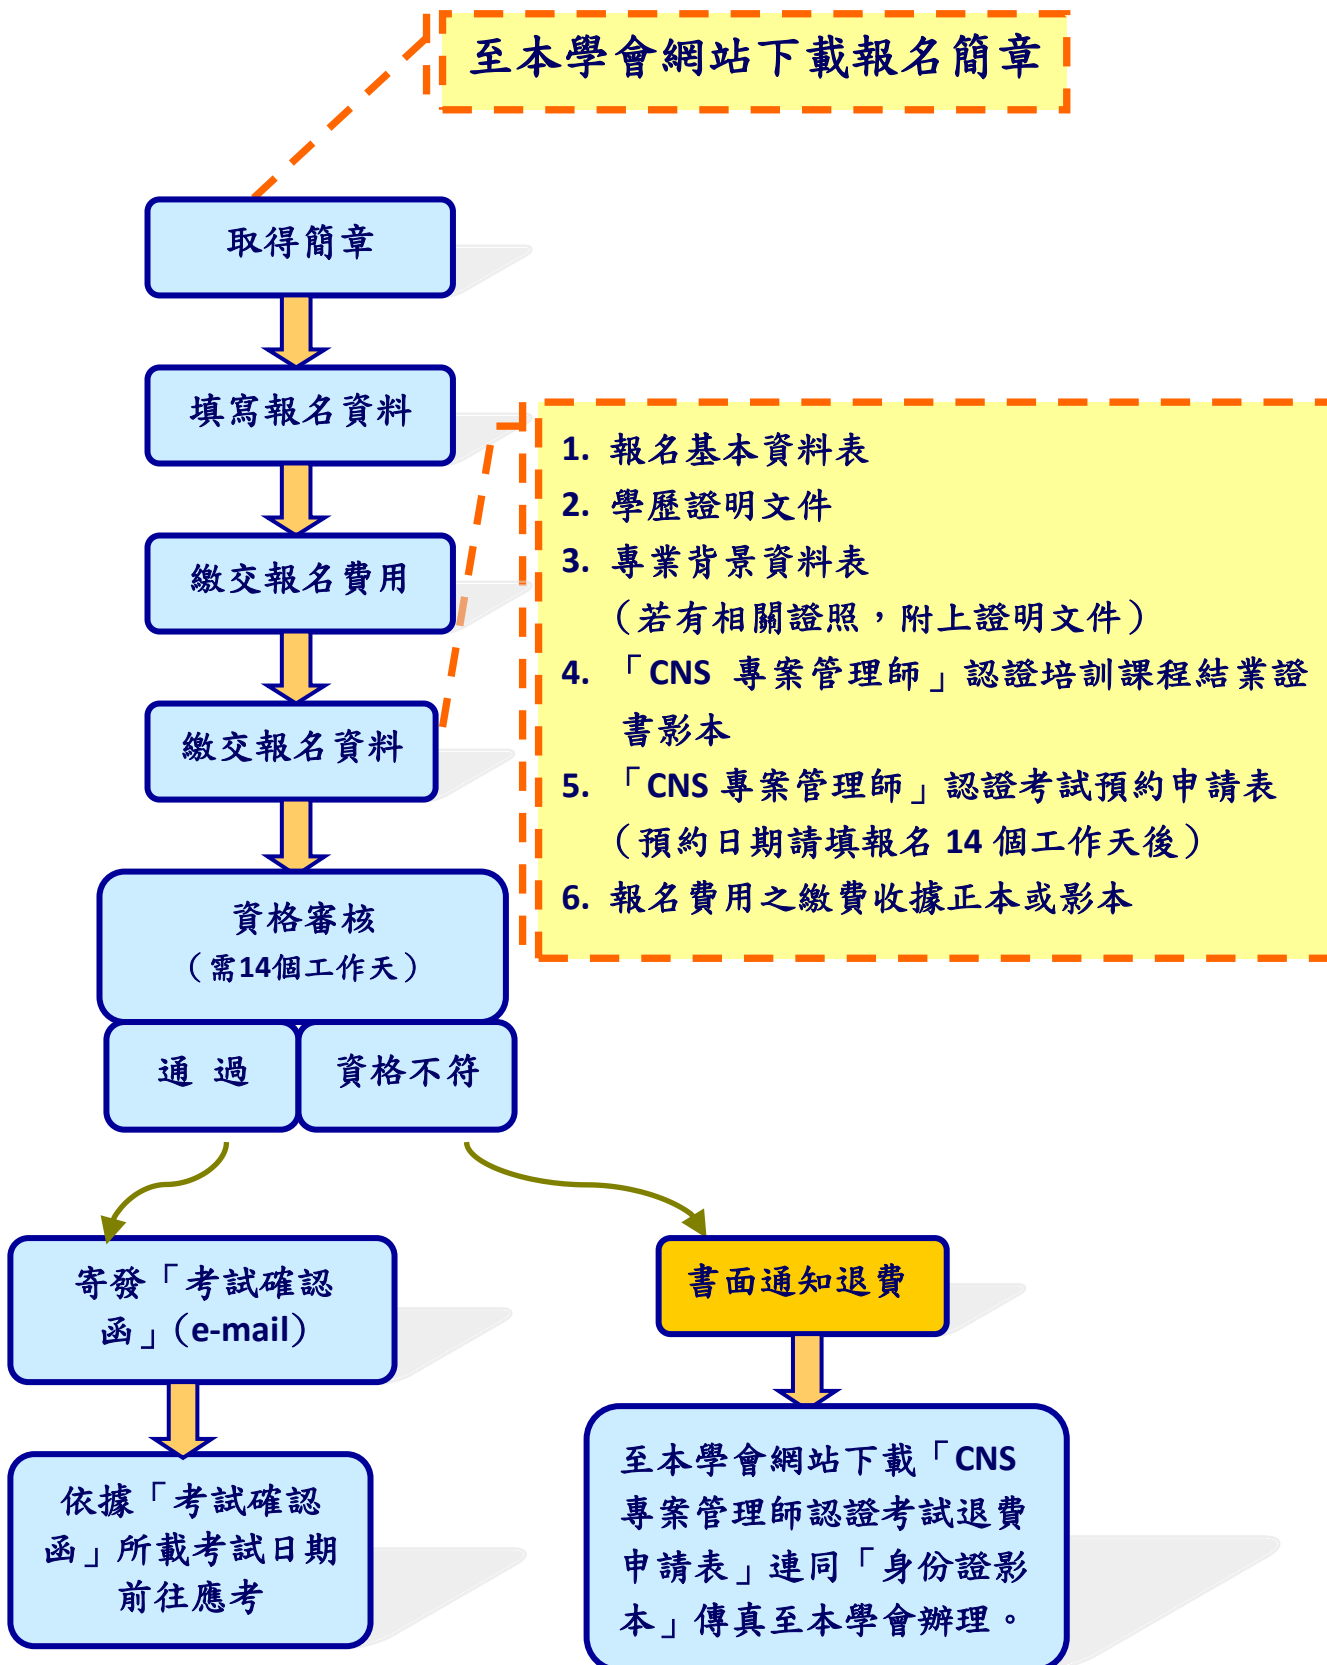 至本學會網站下載報名簡章
取得簡章
填寫報名資料
繳交報名費用
繳交報名資料
1. 報名基本資料表
2. 學歷證明文件
3. 專業背景資料表
（若有相關證照，附上證明文件）
4. 「CNS 專案管理師」認證培訓課程結業證
書影本
5. 「CNS 專案管理師」認證考試預約申請表
（預約日期請填報名 14 個工作天後）
6. 報名費用之繳費收據正本或影本
資格審核
（需14個工作天）
通 過
資格不符
寄發「考試確認
函」（e-mail）
依據「考試確認
函」所載考試日期
前往應考
書面通知退費
至本學會網站下載「CNS
專案管理師認證考試退費
申請表」連同「身份證影
本」傳真至本學會辦理。